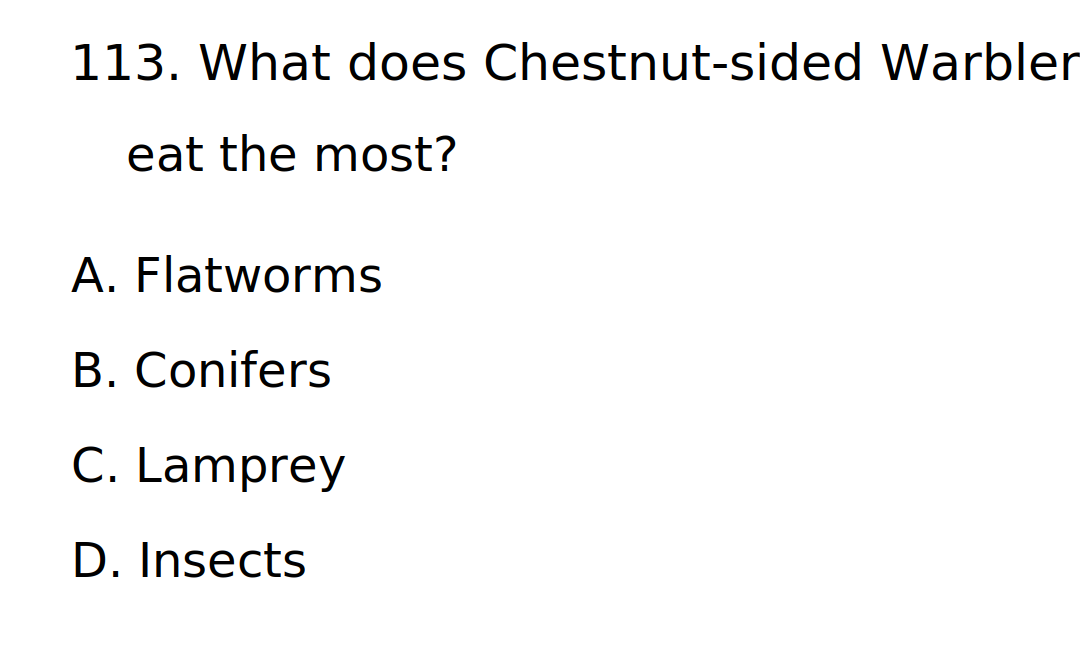 113. What does Chestnut-sided Warbler
eat the most?
A. Flatworms
B. Conifers
C. Lamprey
D. Insects